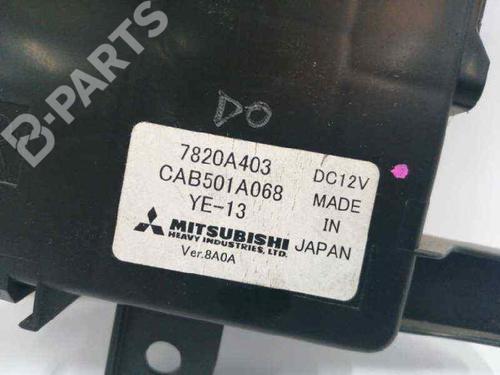 B-PARTS
DO
7820A403
CAB501A068
YE-13
DC12V
MADE
IN
JAPAN
MITSUBISHI
HEAVY INDUSTRIES, LTD.
Ver.8A0A